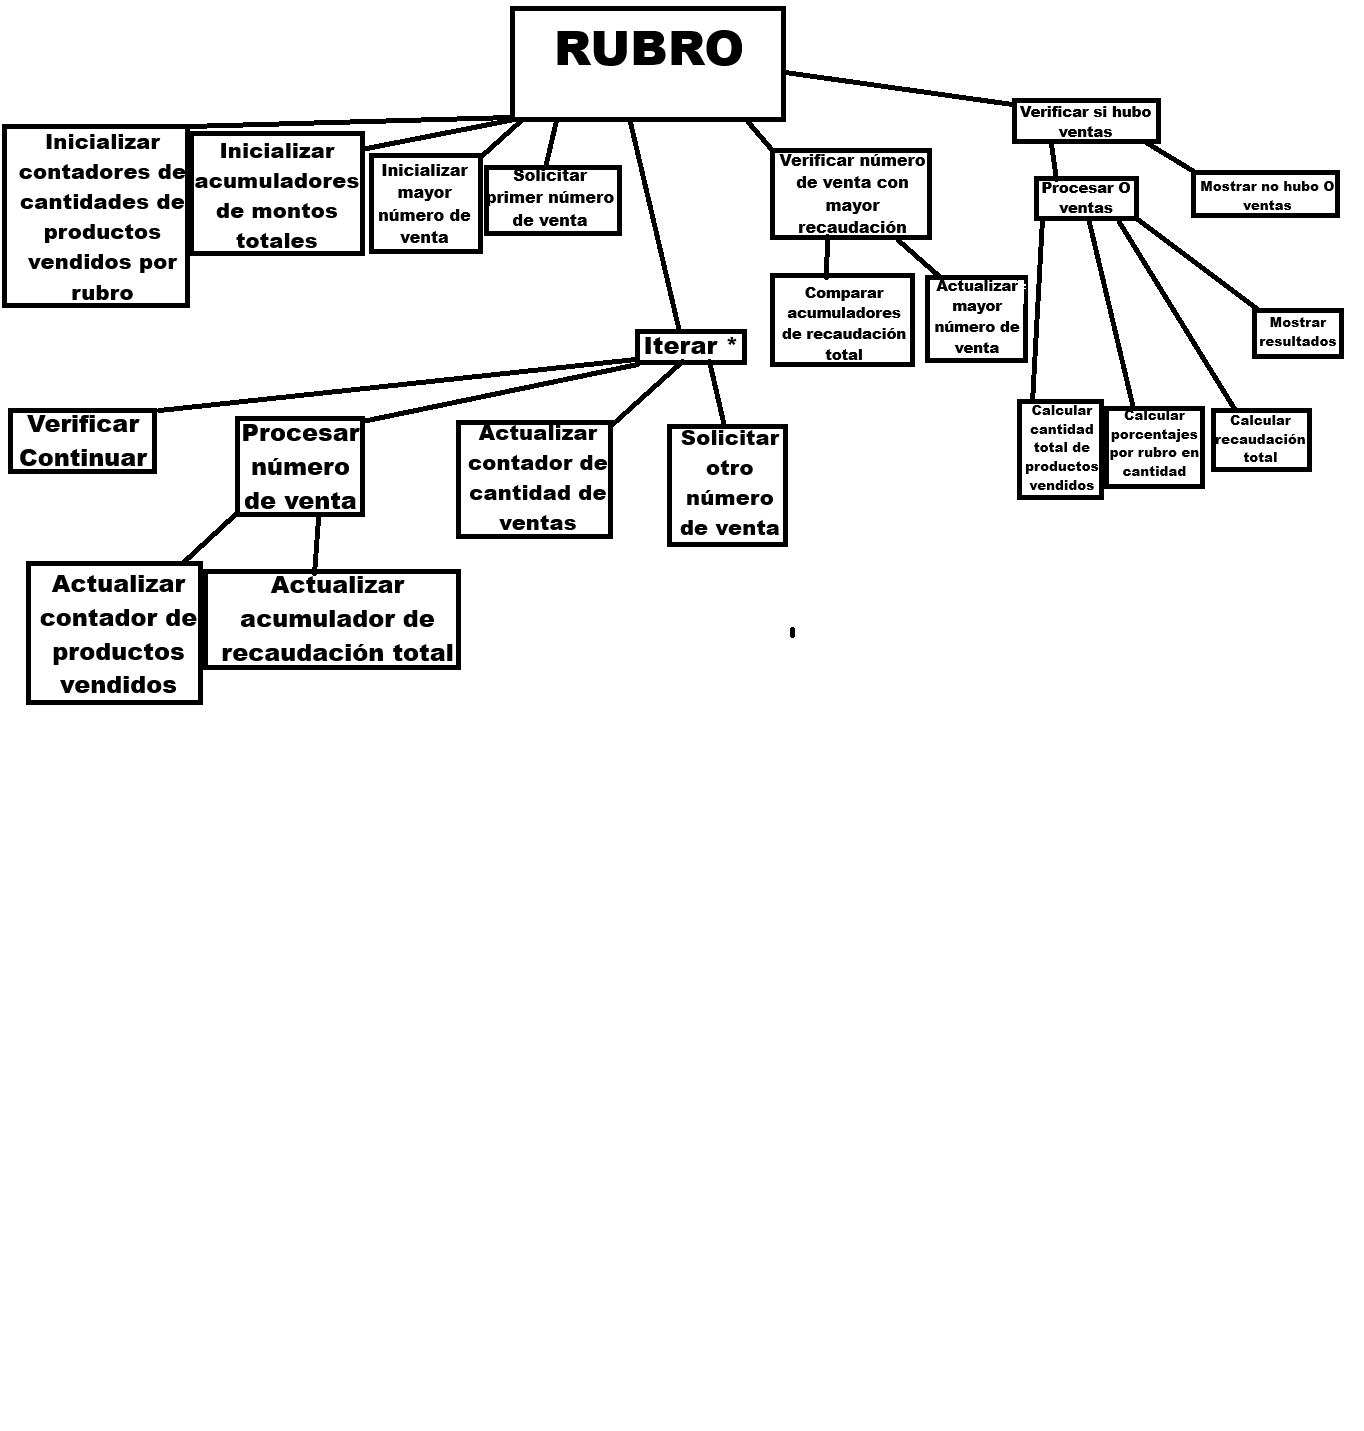 RUBRO
Inicializar
contadores de
cantidades de
productos
vendidos por
rubro
Inicializar
acumuladores
de montos
totales
Inicializar
mayor
número de
venta
Solicitar
primer número
de venta
Verificar número
de venta con
mayor
recaudación
Verificar si hubo
ventas
Procesar O
ventas
Mostrar no hubo O
ventas
Comparar
acumuladores
de recaudación
total
Actualizar
mayor
número de
venta
Mostrar
resultados
Iterar *
Verificar
Continuar
Procesar
número
de venta
Actualizar
contador de
cantidad de
ventas
Solicitar
otro
número
de venta
Calcular
cantidad
total de
productos
vendidos
Calcular
porcentajes
por rubro en
cantidad
Calcular
recaudación
total
Actualizar
contador de
productos
vendidos
Actualizar
acumulador de
recaudación total